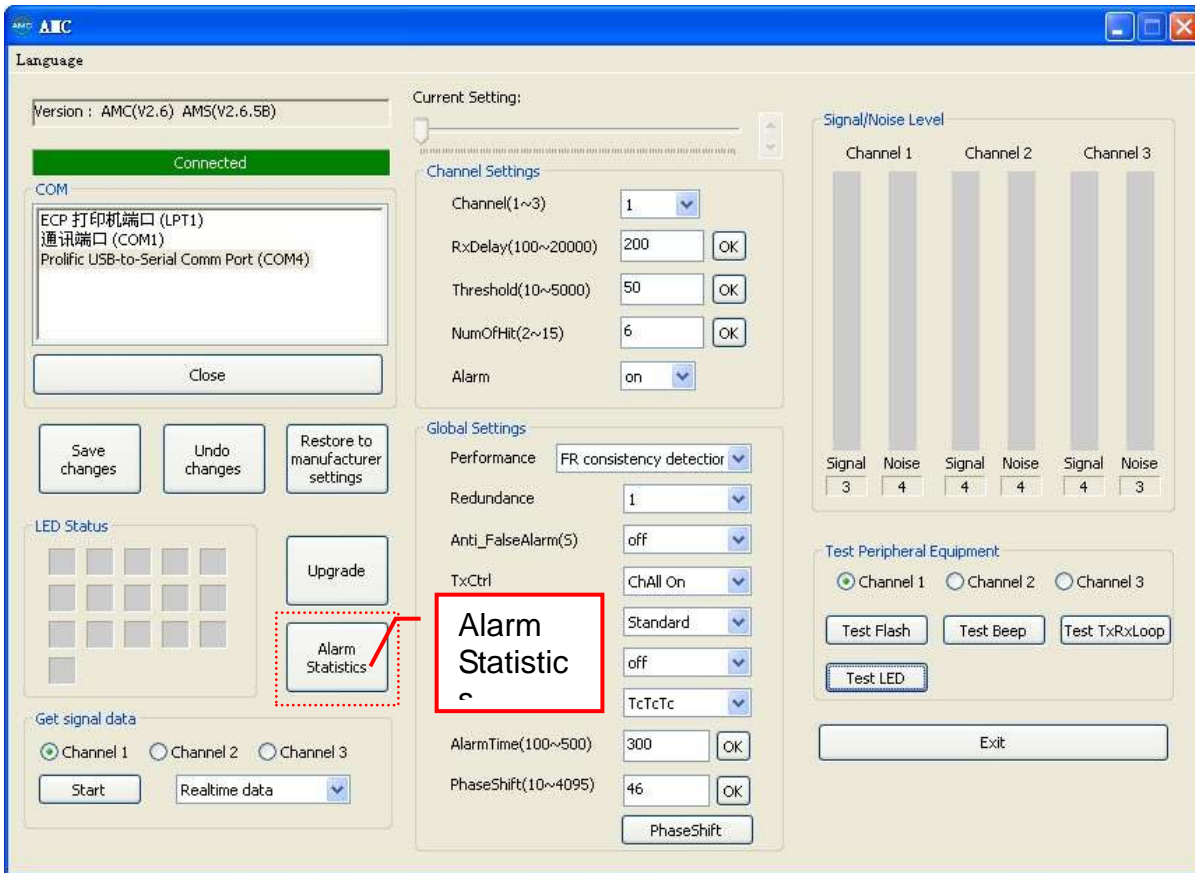 AMC
Language
Version : AMC(V2.6) AMS(V2.6.5B)
Connected
COM
ECP 打印机端口 (LPT1)
通讯端口 (COM1)
Prolific USB-to-Serial Comm Port (COM4)
Close
Save changes
Undo changes
Restore to manufacturer settings
LED Status
Upgrade
Alarm Statistics
Get signal data
Channel 1
Channel 2
Channel 3
Start
Realtime data
Current Setting:
Channel Settings
Channel(1~3) 1
RxDelay(100~20000) 200 OK
Threshold(10~5000) 50 OK
NumOfHit(2~15) 6 OK
Alarm on
Global Settings
Performance FR consistency detection
Redundance 1
Anti_FalseAlarm(S) off
TxCtrl ChAll On
Alarm
Statistic
s
Standard
off
TcTcTc
AlarmTime(100~500) 300 OK
PhaseShift(10~4095) 46 OK
PhaseShift
Signal/Noise Level
Channel 1 Channel 2 Channel 3
Signal Noise Signal Noise Signal Noise
3 4 4 4 4 3
Test Peripheral Equipment
Channel 1 Channel 2 Channel 3
Test Flash Test Beep Test TxRxLoop
Test LED
Exit